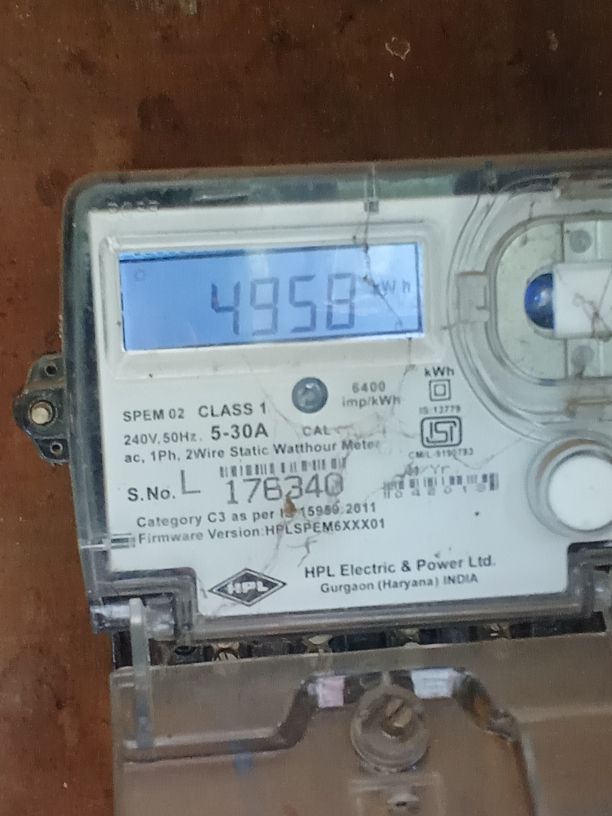 4958 kWh
6400
imp/kWh
kWh
IS:13779
SPEM 02 CLASS 1
240V, 50Hz. 5-30A
CAL
ac, 1Ph, 2Wire Static Watthour Meter
CM/L-9190793
S.No. L 176340
Category C3 as per IS 15959:2011
Firmware Version:HPLSPEM6XXX01
HPL
HPL Electric & Power Ltd.
Gurgaon (Haryana) INDIA